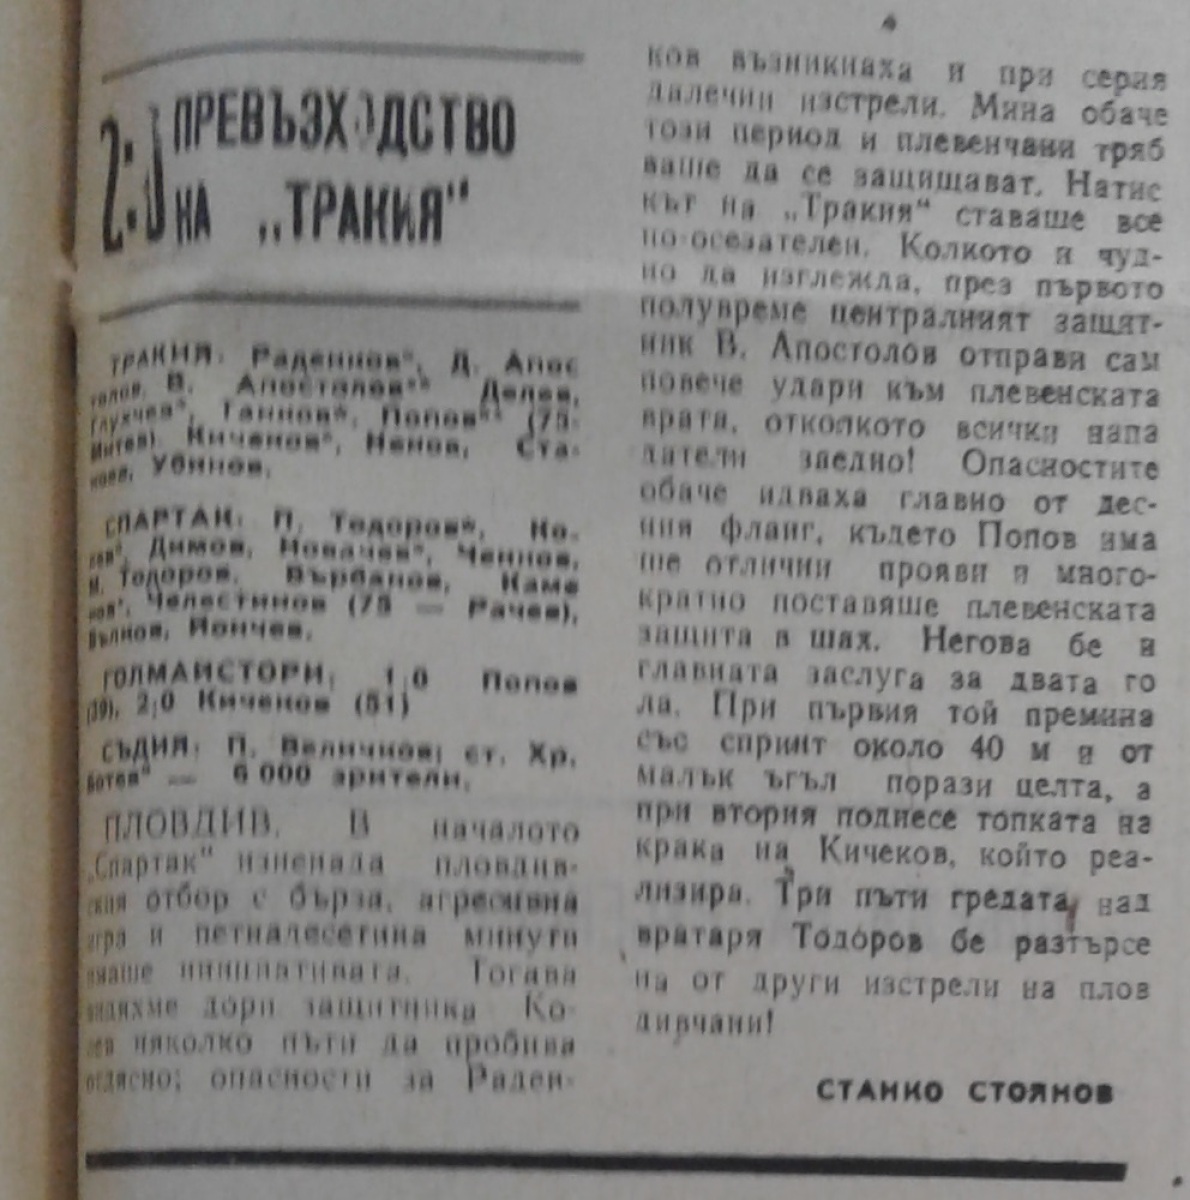 2:0 ПРЕВЪЗХОДСТВО
НА „ТРАКИЯ“
ТРАКИЯ: Раденков*, Д. Апос
толов, В. Апостолов** Делев,
Глухчев*, Танков*, Попов** (75-
Митев), Кичеков*, Ненов, Ста-
нков, Убинов.
СПАРТАК: П. Тодоров*, Ко-
лев*, Димов, Новачев*, Ченков,
Н. Тодоров, Върбанов, Каме
нов*, Челестинов (75 — Рачев),
Вълков, Йончев.
ГОЛМАЙСТОРИ: 1:0 Попов
(39), 2:0 Кичеков (51)
СЪДИЯ: П. Величков; ст. „Хр.
Ботев“ — 6 000 зрители.
ПЛОВДИВ. В началото
„Спартак“ изненада пловдив-
ския отбор с бърза, агресивна
игра и петнадесетина минути
имаше инициативата. Тогава
видяхме дори защитника Ко-
лев няколко пъти да пробива
отдясно; опасности за Раден-
ков възникнаха и при серия
далечни изстрели. Мина обаче
този период и плевенчани тряб
ваше да се защищават. Натис
кът на „Тракия“ ставаше все
по-осезателен. Колкото и чуд-
но да изглежда, през първото
полувреме централният защит-
ник В. Апостолов отправи сам
повече удари към плевенската
врата, отколкото всички напа
датели заедно! Опасностите
обаче идваха главно от дес-
ния фланг, където Попов има
ше отлични прояви и много-
кратно поставяше плевенската
защита в шах. Негова бе и
главната заслуга за двата го
ла. При първия той премина
със спринт около 40 м и от
малък ъгъл порази целта, а
при втория поднесе топката на
крака на Кичеков, който реа-
лизира. Три пъти гредата над
вратаря Тодоров бе разтърсе
на от други изстрели на плов
дивчани!
СТАНКО СТОЯНОВ